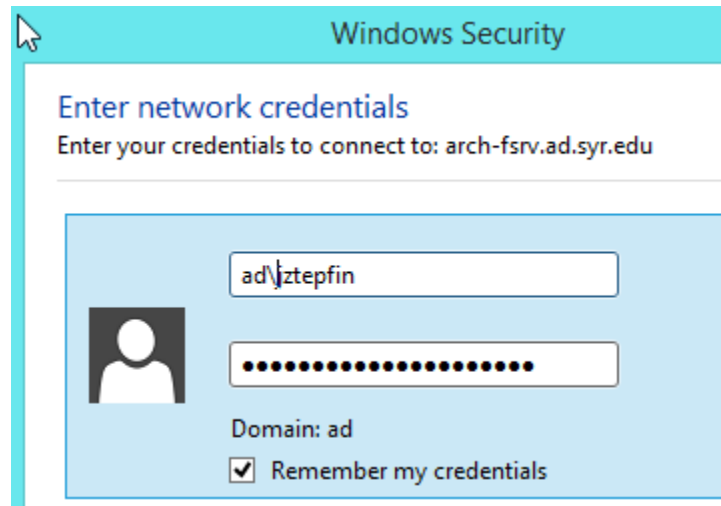 Windows Security
Enter network credentials
Enter your credentials to connect to: arch-fsrv.ad.syr.edu
ad\jztepfin
●●●●●●●●●●●●●●●●●●●●●
Domain: ad
Remember my credentials